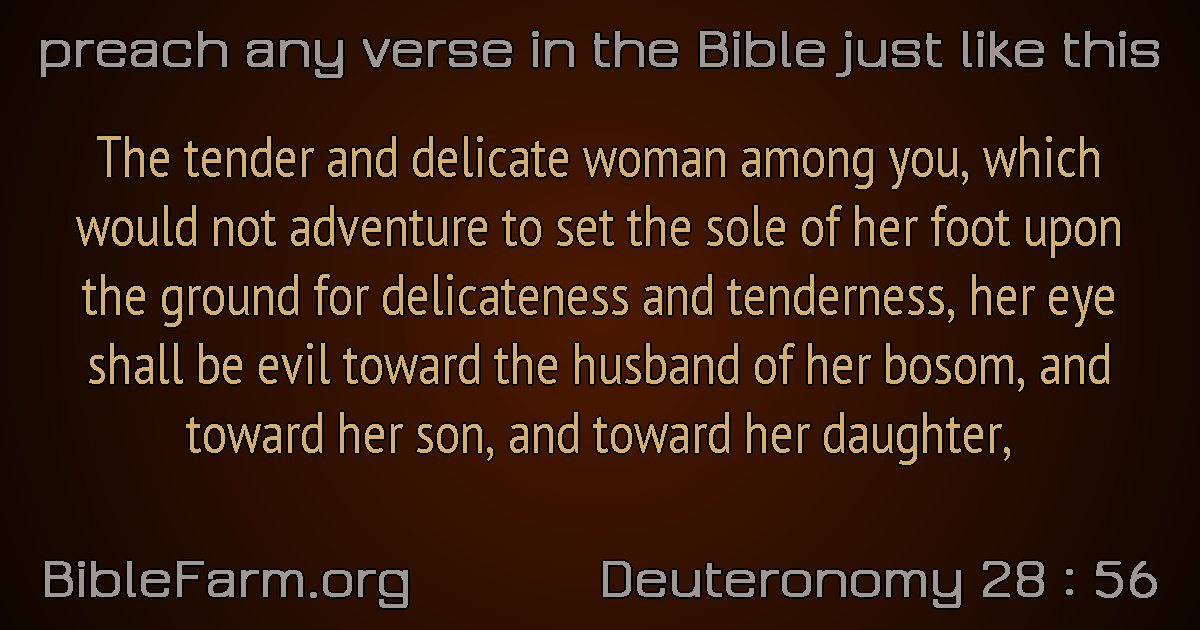 preach any verse in the Bible just like this
The tender and delicate woman among you, which
would not adventure to set the sole of her foot upon
the ground for delicateness and tenderness, her eye
shall be evil toward the husband of her bosom, and
toward her son, and toward her daughter,
BibleFarm.org
Deuteronomy 28 : 56